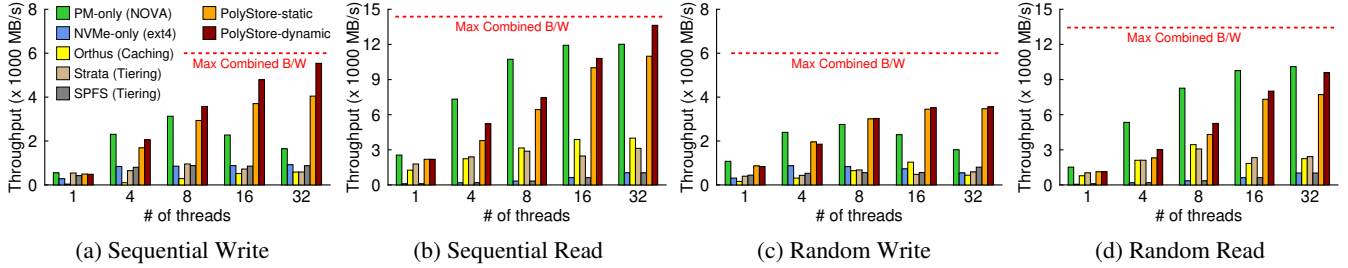 Throughput (x 1000 MB/s)
8
6
4
2
0
PM-only (NOVA)
NVMe-only (ext4)
Orthus (Caching)
Strata (Tiering)
SPFS (Tiering)
PolyStore-static
PolyStore-dynamic
Max Combined B/W
1 4 8 16 32
# of threads
(a) Sequential Write
Throughput (x 1000 MB/s)
15
12
9
6
3
0
Max Combined B/W
1 4 8 16 32
# of threads
(b) Sequential Read
Throughput (x 1000 MB/s)
8
6
4
2
0
Max Combined B/W
1 4 8 16 32
# of threads
(c) Random Write
Throughput (x 1000 MB/s)
15
12
9
6
3
0
Max Combined B/W
1 4 8 16 32
# of threads
(d) Random Read